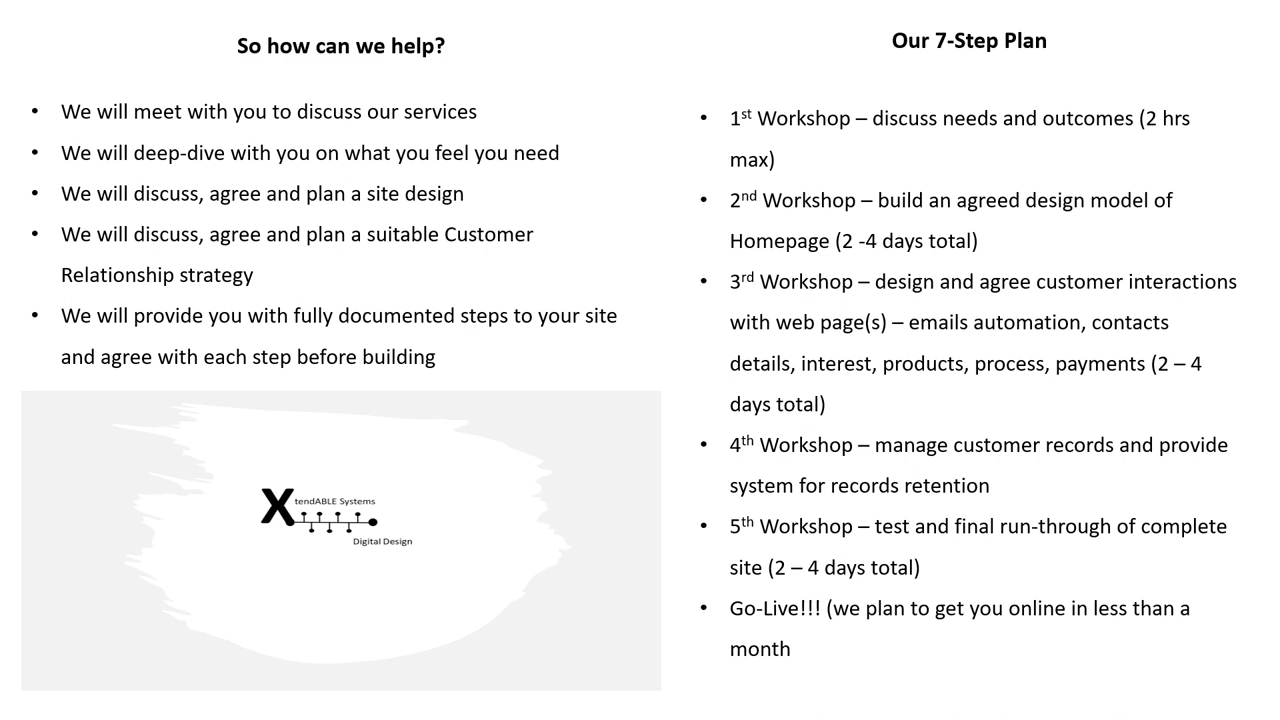 So how can we help?
• We will meet with you to discuss our services
• We will deep-dive with you on what you feel you need
• We will discuss, agree and plan a site design
• We will discuss, agree and plan a suitable Customer
Relationship strategy
• We will provide you with fully documented steps to your site
and agree with each step before building
XtendABLE Systems
Digital Design
Our 7-Step Plan
• 1st Workshop – discuss needs and outcomes (2 hrs
max)
• 2nd Workshop – build an agreed design model of
Homepage (2 -4 days total)
• 3rd Workshop – design and agree customer interactions
with web page(s) – emails automation, contacts
details, interest, products, process, payments (2 – 4
days total)
• 4th Workshop – manage customer records and provide
system for records retention
• 5th Workshop – test and final run-through of complete
site (2 – 4 days total)
• Go-Live!!! (we plan to get you online in less than a
month